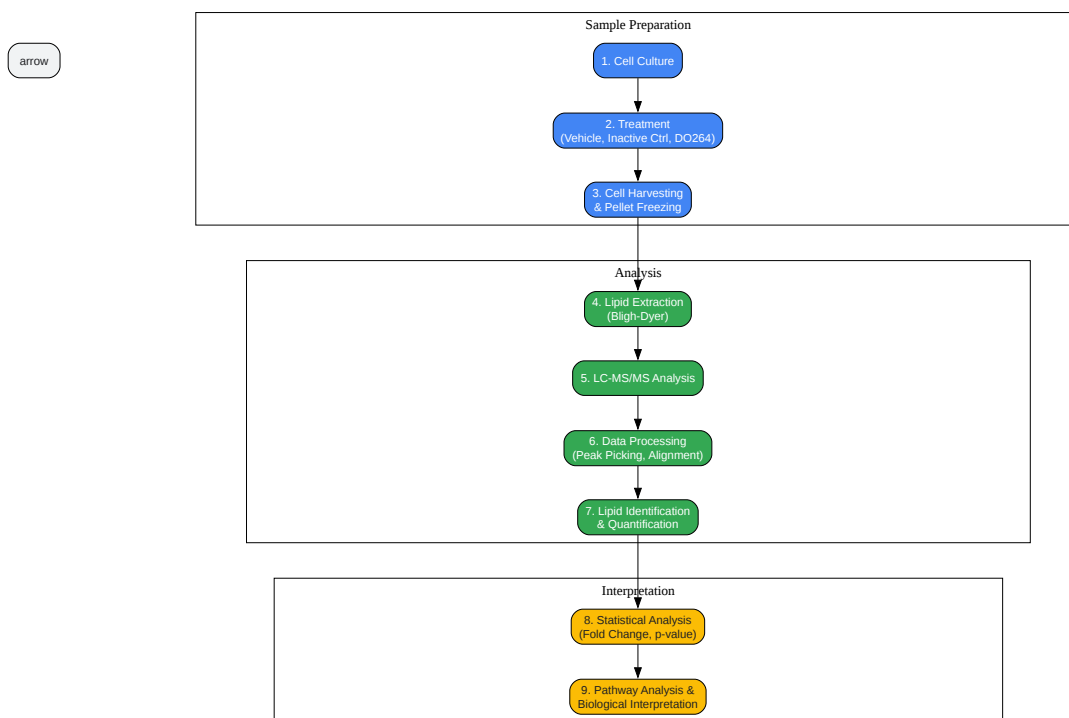 Sample Preparation
arrow
1. Cell Culture
2. Treatment
(Vehicle, Inactive Ctrl, DO264)
3. Cell Harvesting
& Pellet Freezing
Analysis
4. Lipid Extraction
(Bligh-Dyer)
5. LC-MS/MS Analysis
6. Data Processing
(Peak Picking, Alignment)
7. Lipid Identification
& Quantification
Interpretation
8. Statistical Analysis
(Fold Change, p-value)
9. Pathway Analysis &
Biological Interpretation